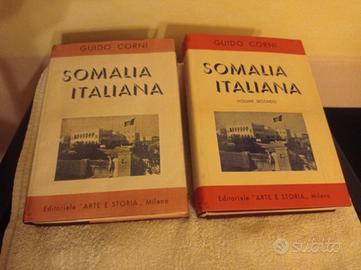 GUIDO CORNI
SOMALIA
ITALIANA
Editoriale "ARTE E STORIA„ Milano
GUIDO CORNI
SOMALIA
ITALIANA
VOLUME SECONDO
Editoriale "ARTE E STORIA„ Milano
subito